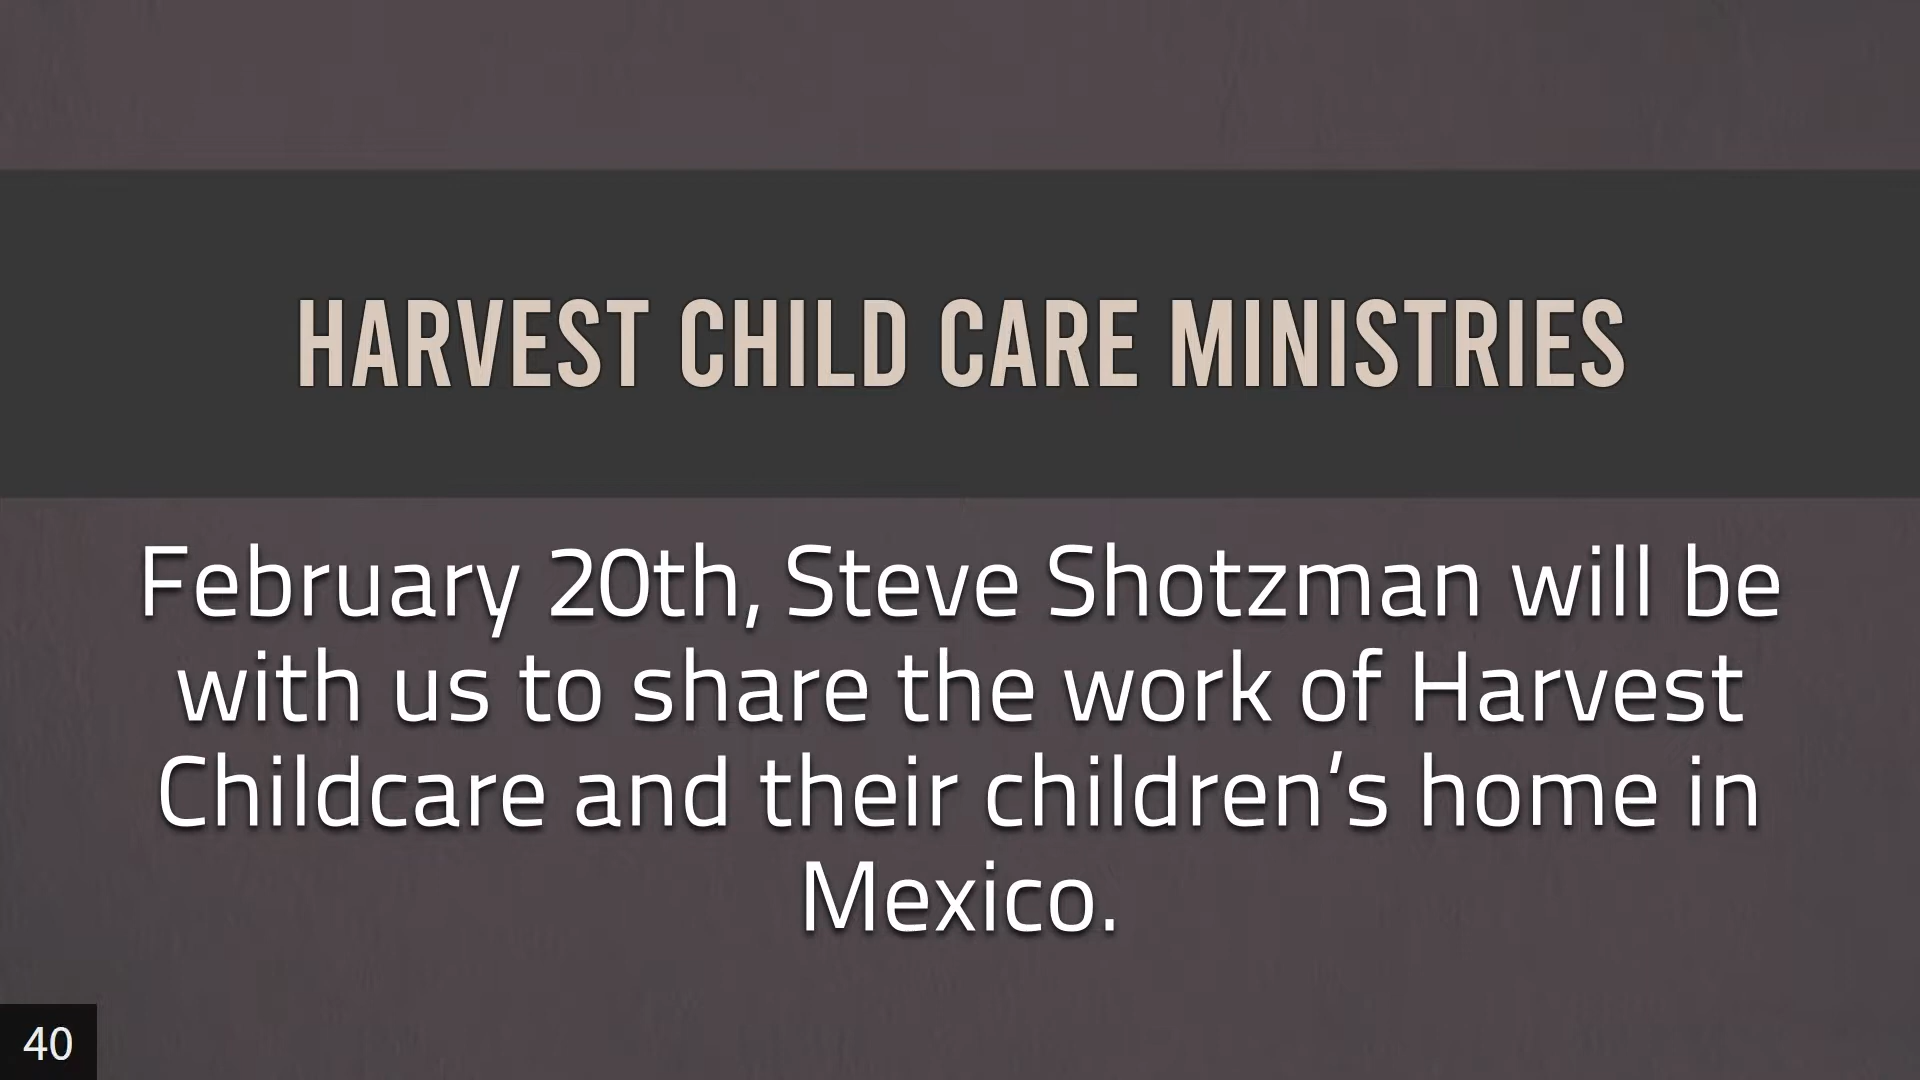 HARVEST CHILD CARE MINISTRIES
February 20th, Steve Shotzman will be
with us to share the work of Harvest
Childcare and their children’s home in
Mexico.
40